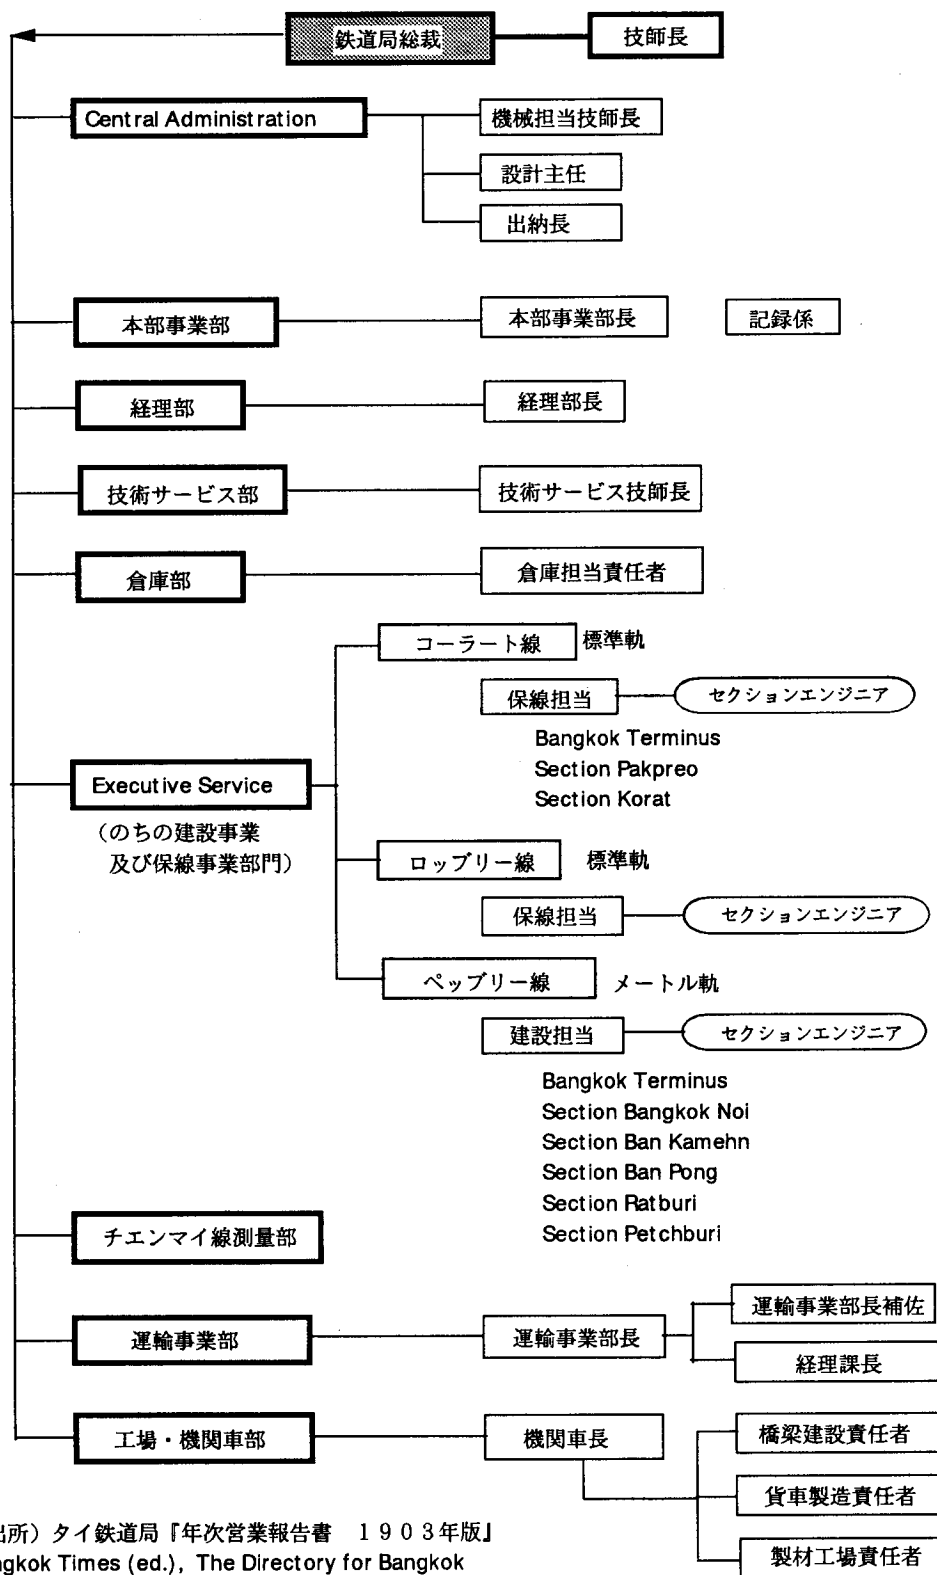 鉄道局総裁
技師長
Central Administration
機械担当技師長
設計主任
出納長
本部事業部
本部事業部長
記録係
経理部
経理部長
技術サービス部
技術サービス技師長
倉庫部
倉庫担当責任者
コーラート線
標準軌
保線担当
セクションエンジニア
Bangkok Terminus
Section Pakpreo
Section Korat
Executive Service
(のちの建設事業
及び保線事業部門)
ロッブリー線
標準軌
保線担当
セクションエンジニア
ペッブリー線
メートル軌
建設担当
セクションエンジニア
Bangkok Terminus
Section Bangkok Noi
Section Ban Kamehn
Section Ban Pong
Section Ratburi
Section Petchburi
チエンマイ線測量部
運輸事業部
運輸事業部長
運輸事業部長補佐
経理課長
工場・機関車部
機関車長
橋梁建設責任者
貨車製造責任者
製材工場責任者
出所)タイ鉄道局『年次営業報告書 1903年版』
ngkok Times (ed.), The Directory for Bangkok